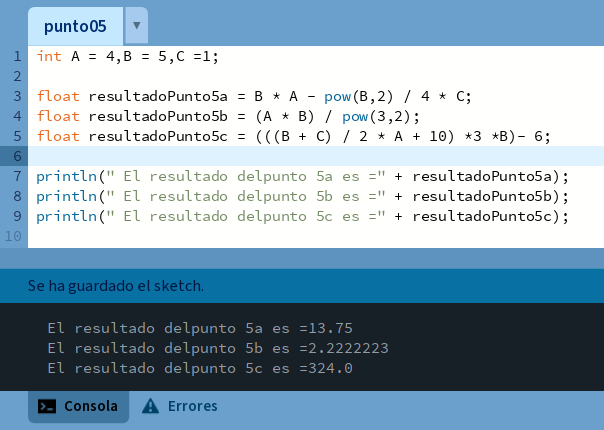 punto05 ▼
1 int A = 4,B = 5,C =1;
2
3 float resultadoPunto5a = B * A - pow(B,2) / 4 * C;
4 float resultadoPunto5b = (A * B) / pow(3,2);
5 float resultadoPunto5c = (((B + C) / 2 * A + 10) *3 *B)- 6;
6
7 println(" El resultado delpunto 5a es =" + resultadoPunto5a);
8 println(" El resultado delpunto 5b es =" + resultadoPunto5b);
9 println(" El resultado delpunto 5c es =" + resultadoPunto5c);
10
Se ha guardado el sketch.
El resultado delpunto 5a es =13.75
El resultado delpunto 5b es =2.2222223
El resultado delpunto 5c es =324.0
Consola Errores